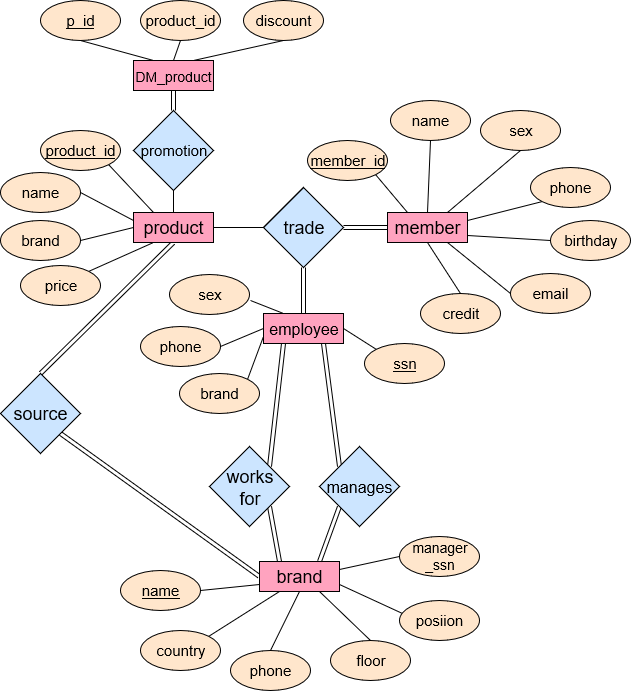 p_id
product_id
discount
DM_product
promotion
product_id
name
brand
price
product
trade
member_id
name
sex
phone
birthday
email
credit
member
sex
phone
brand
employee
ssn
source
works
for
manages
brand
name
country
phone
floor
posiion
manager
_ssn